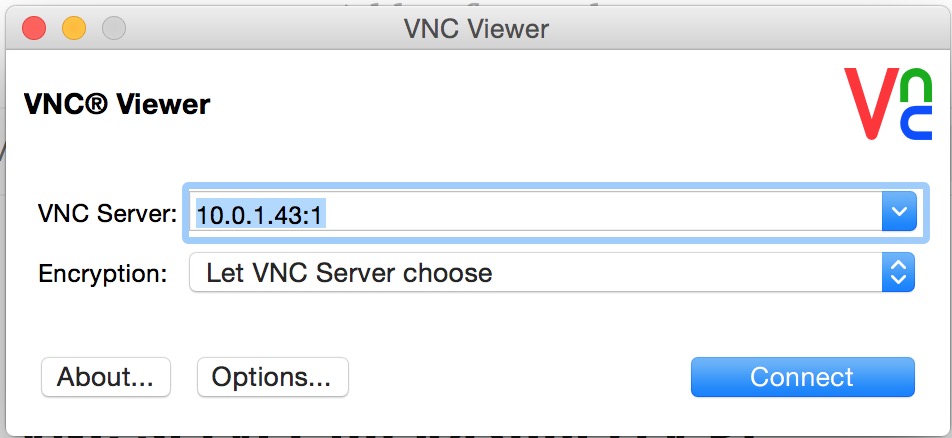 VNC Viewer
VNC® Viewer
Vnc
VNC Server: 10.0.1.43:1
Encryption: Let VNC Server choose
About... Options... Connect